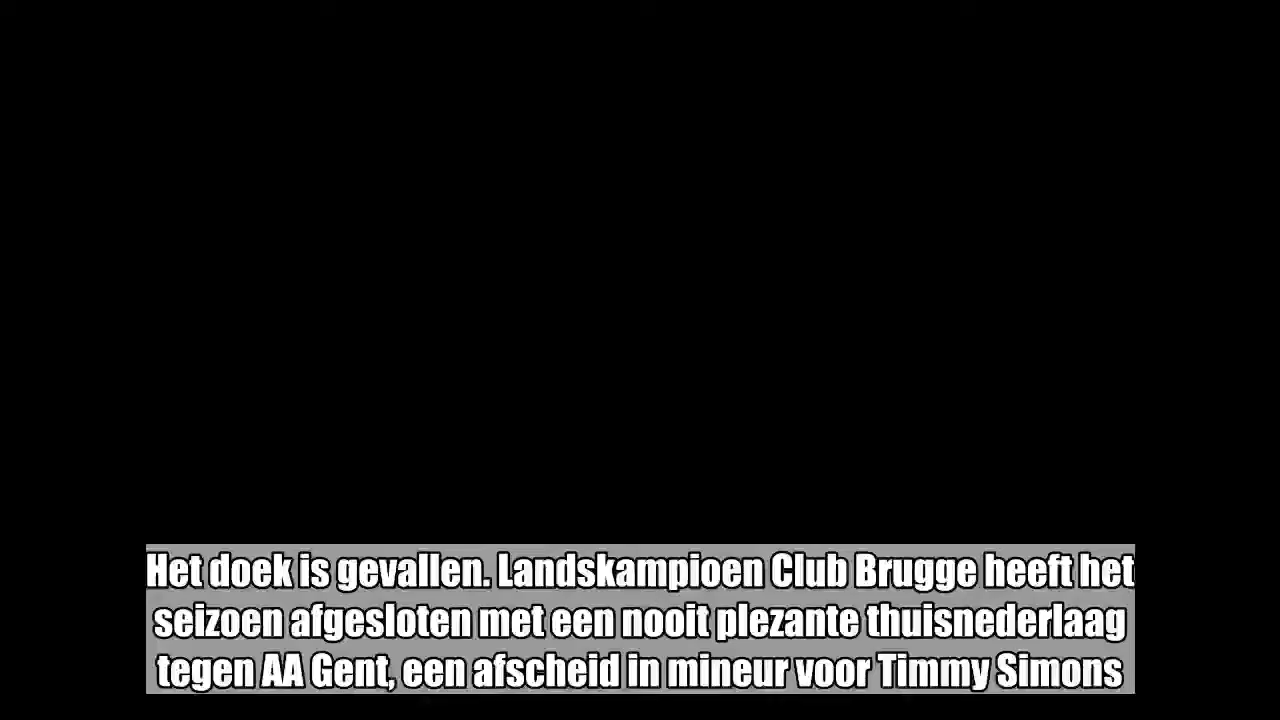 Het doek is gevallen. Landskampioen Club Brugge heeft het
seizoen afgesloten met een nooit plezante thuisnederlaag
tegen AA Gent, een afscheid in mineur voor Timmy Simons